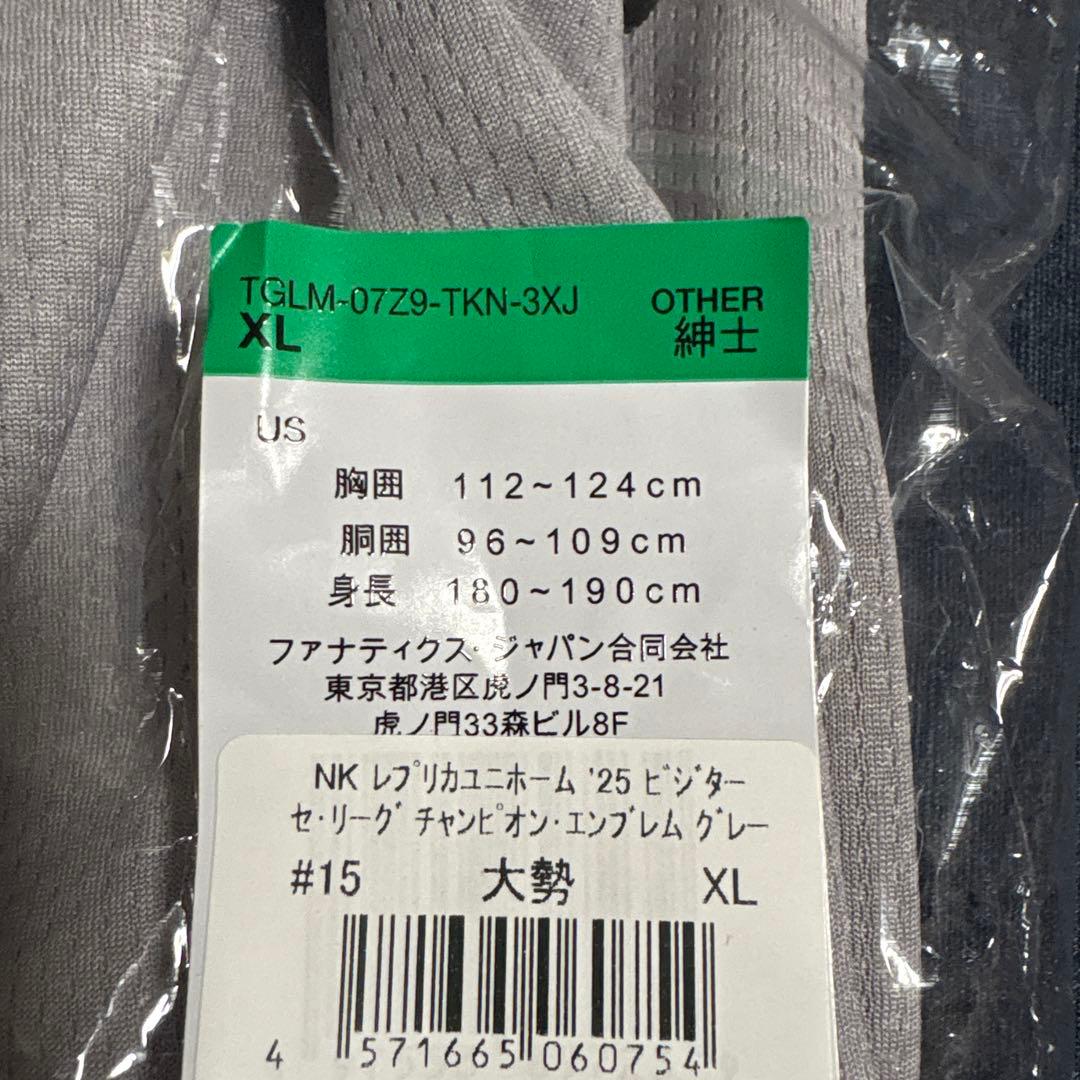 TGLM-07Z9-TKN-3XJ OTHER
XL 紳士
US
胸囲 112~124cm
胴囲 96~109cm
身長 180~190cm
ファナティクス・ジャパン合同会社
東京都港区虎ノ門3-8-21
虎ノ門33森ビル8F
NK レプリカユニホーム '25 ビジター
セ・リーグ チャンピオン・エンブレム グレー
#15 大勢 XL
4 571665 060754